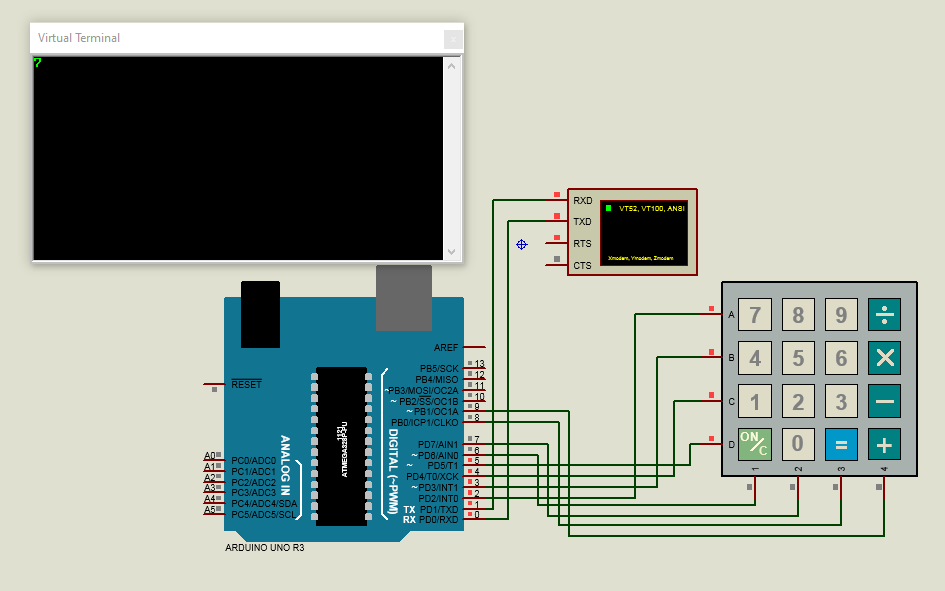 Virtual Terminal
7
RXD
TXD
RTS
CTS
VT52, VT100, ANSI
Xmodem, Ymodem, Zmodem
A
B
C
D
7 8 9 ÷
4 5 6 ×
1 2 3 −
ON/C 0 = +
1 2 3 4
AREF
RESET
PB5/SCK 13
PB4/MISO 12
~PB3/MOSI/OC2A 11
~ PB2/SS/OC1B 10
~ PB1/OC1A 9
PB0/ICP1/CLKO 8
PD7/AIN1 7
~ PD6/AIN0 6
~ PD5/T1 5
PD4/T0/XCK 4
~ PD3/INT1 3
PD2/INT0 2
TX PD1/TXD 1
RX PD0/RXD 0
A0 PC0/ADC0
A1 PC1/ADC1
A2 PC2/ADC2
A3 PC3/ADC3
A4 PC4/ADC4/SDA
A5 PC5/ADC5/SCL
ANALOG IN
1121
ATMEGA328P-PU
DIGITAL (~PWM)
ARDUINO UNO R3